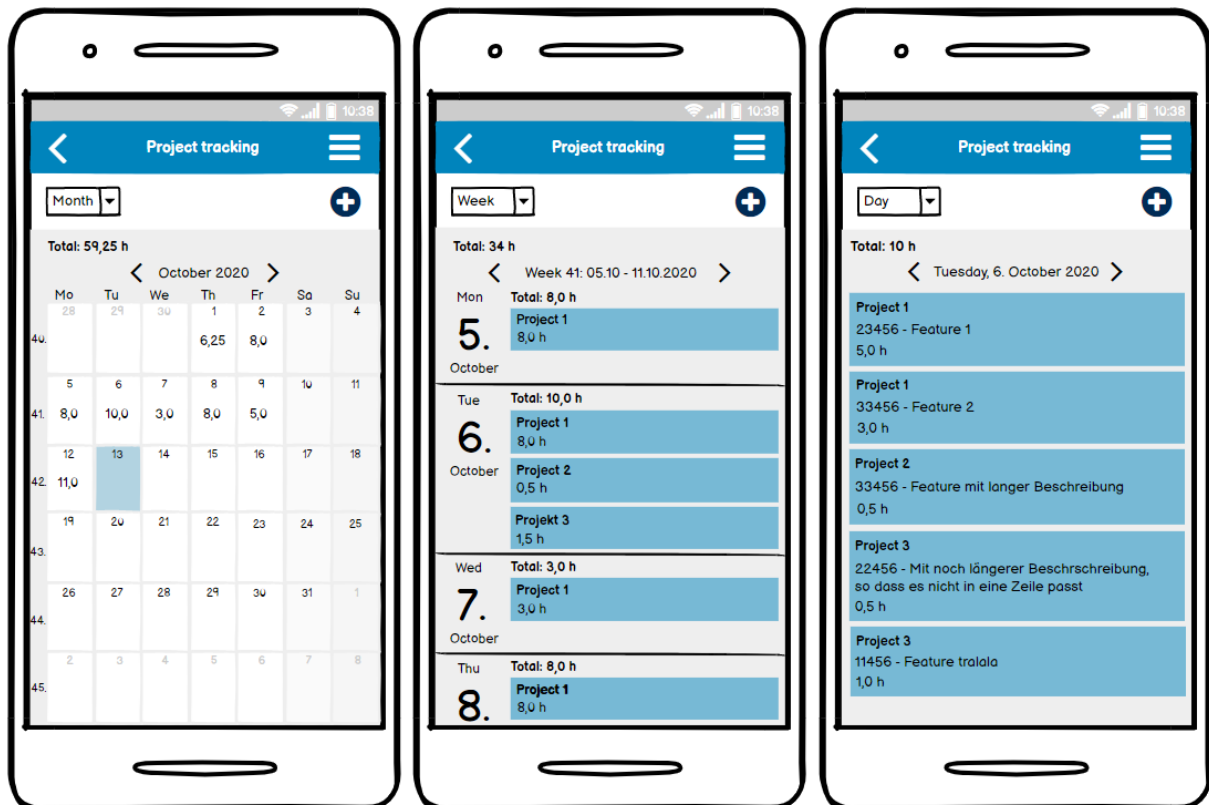 10:38
Project tracking
Month
Total: 59,25 h
October 2020
Mo Tu We Th Fr Sa Su
28 29 30 1 2 3 4
40. 6,25 8,0
5 6 7 8 9 10 11
41. 8,0 10,0 3,0 8,0 5,0
12 13 14 15 16 17 18
42. 11,0
19 20 21 22 23 24 25
43.
26 27 28 29 30 31 1
44.
2 3 4 5 6 7 8
45.
10:38
Project tracking
Week
Total: 34 h
Week 41: 05.10 - 11.10.2020
Mon
5.
October
Total: 8,0 h
Project 1
8,0 h
Tue
6.
October
Total: 10,0 h
Project 1
8,0 h
Project 2
0,5 h
Projekt 3
1,5 h
Wed
7.
October
Total: 3,0 h
Project 1
3,0 h
Thu
8.
Total: 8,0 h
Project 1
8,0 h
10:38
Project tracking
Day
Total: 10 h
Tuesday, 6. October 2020
Project 1
23456 - Feature 1
5,0 h
Project 1
33456 - Feature 2
3,0 h
Project 2
33456 - Feature mit langer Beschreibung
0,5 h
Project 3
22456 - Mit noch längerer Beschrschreibung,
so dass es nicht in eine Zeile passt
0,5 h
Project 3
11456 - Feature tralala
1,0 h